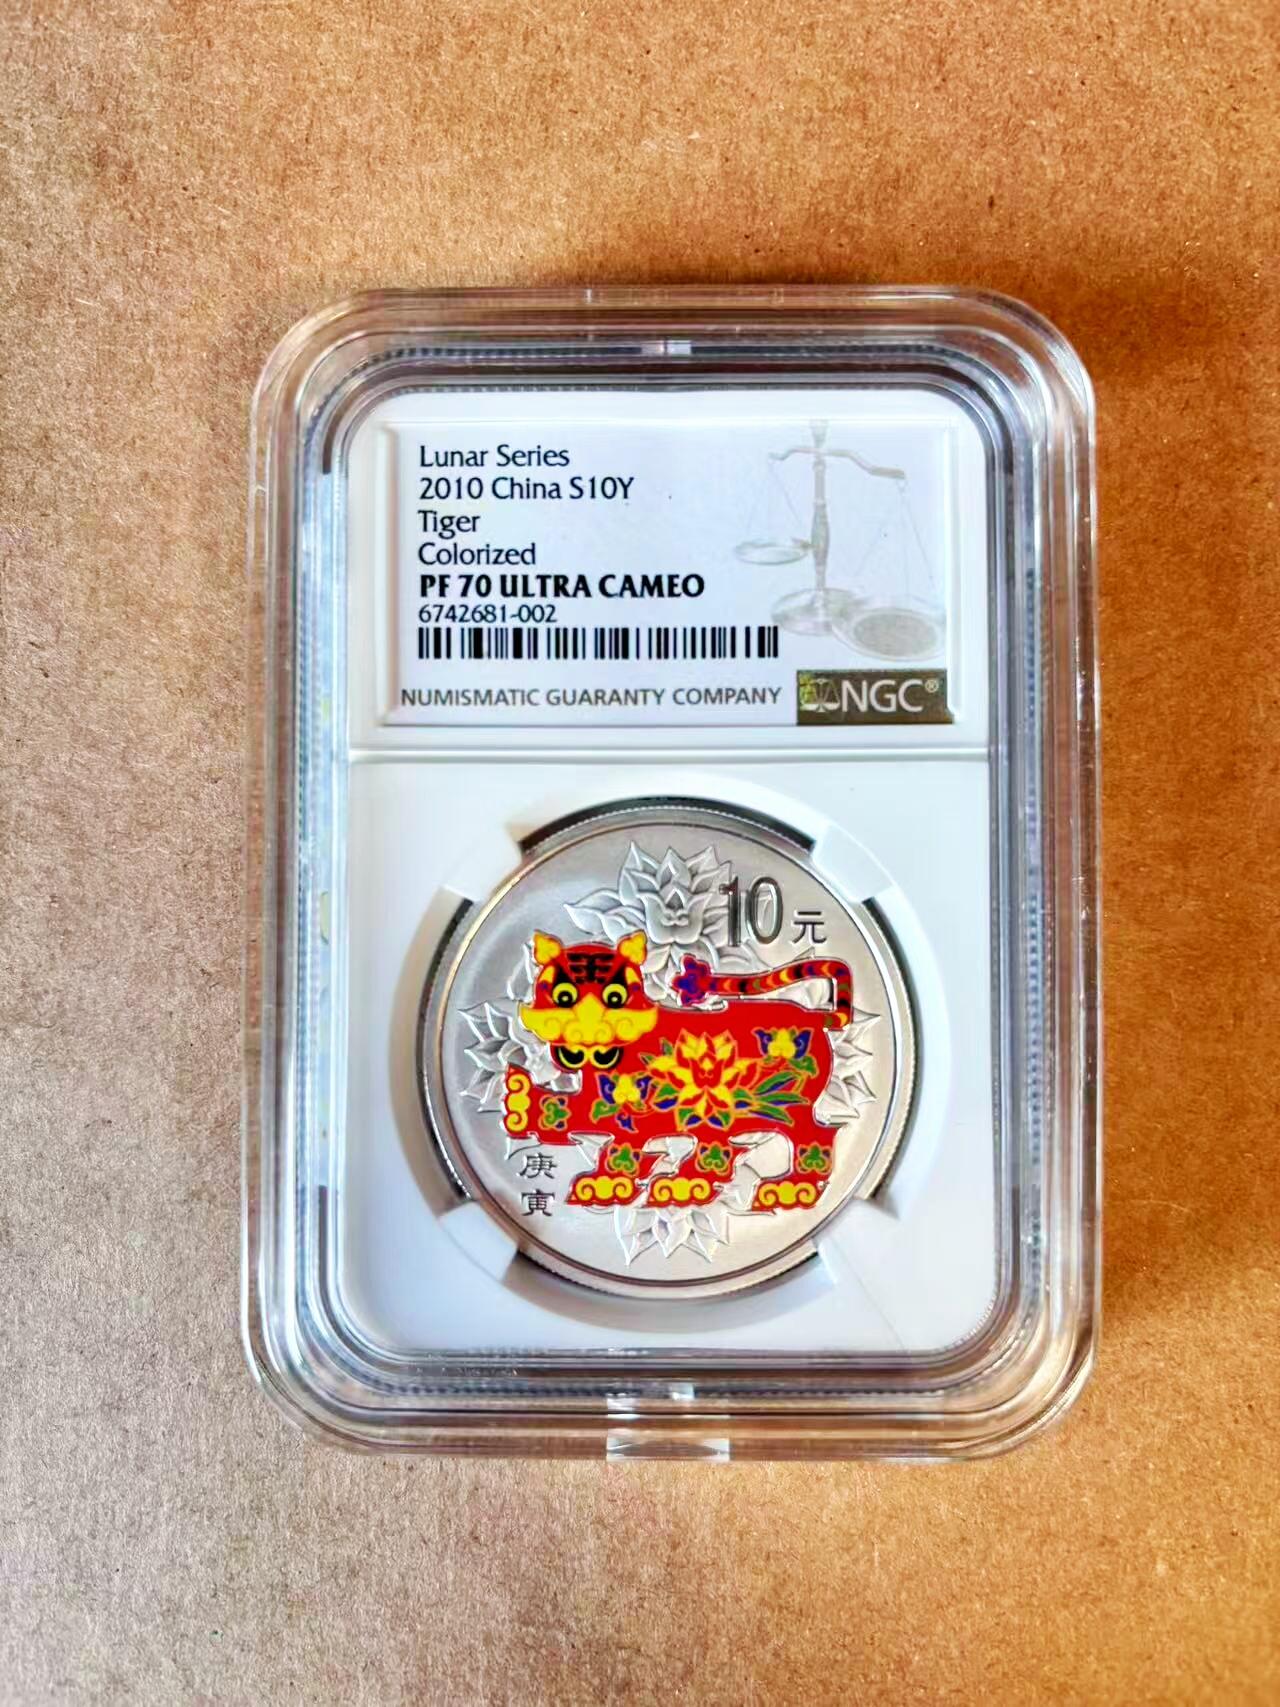 Lunar Series
2010 China S10Y
Tiger
Colorized
PF 70 ULTRA CAMEO
6742681-002
NUMISMATIC GUARANTY COMPANY NGC®
10元
庚
寅